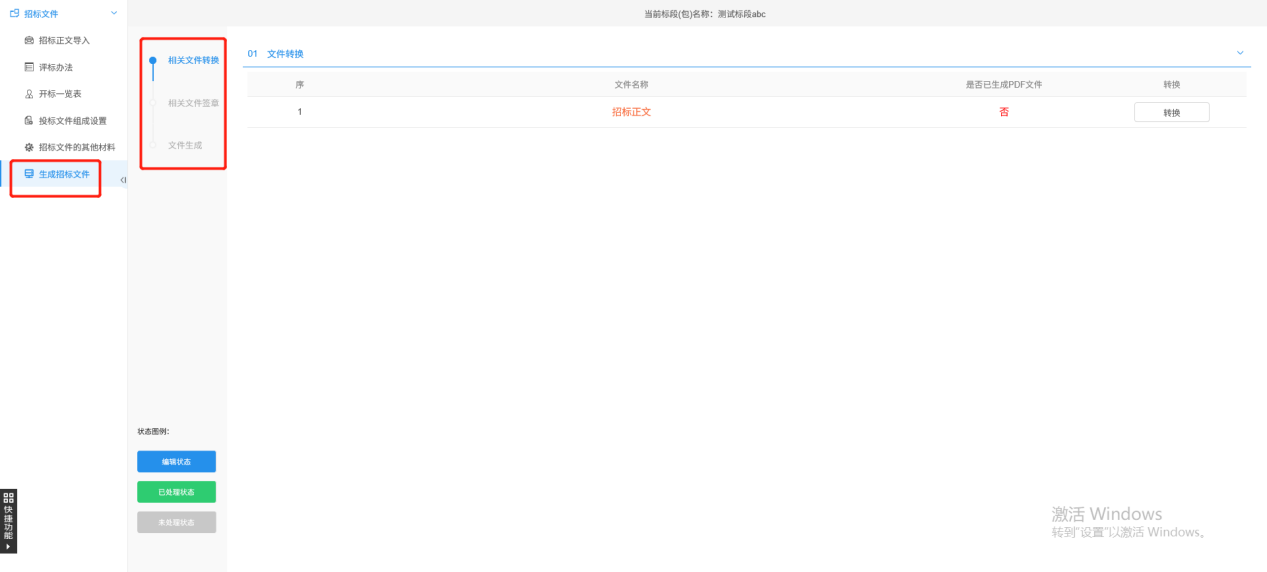 招标文件
招标正文导入
评标办法
开标一览表
投标文件组成设置
招标文件的其他材料
生成招标文件
快捷功能
当前标段(包)名称：测试标段abc
相关文件转换
相关文件签章
文件生成
状态图例：
编辑状态
已处理状态
未处理状态
01 文件转换
序 文件名称 是否已生成PDF文件 转换
1 招标正文 否 转换
激活 Windows
转到"设置"以激活 Windows。